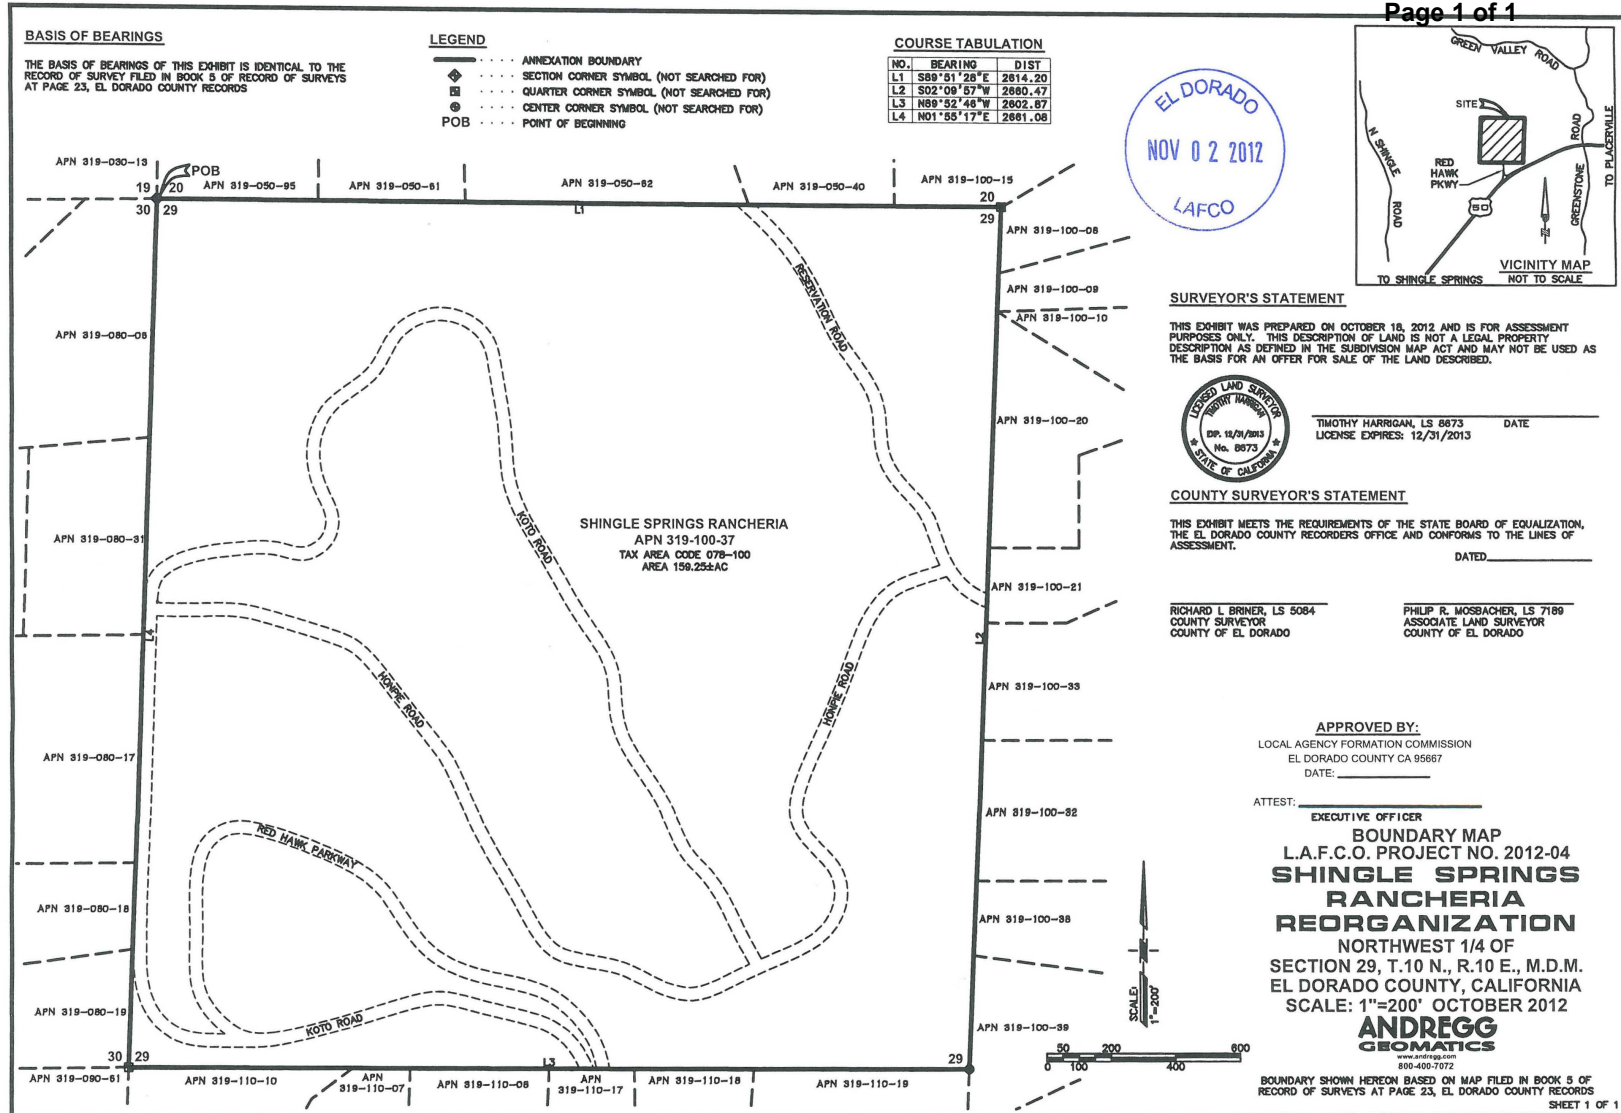 Page 1 of 1
BASIS OF BEARINGS
THE BASIS OF BEARINGS OF THIS EXHIBIT IS IDENTICAL TO THE
RECORD OF SURVEY FILED IN BOOK 5 OF RECORD OF SURVEYS
AT PAGE 23, EL DORADO COUNTY RECORDS
LEGEND
ANNEXATION BOUNDARY
SECTION CORNER SYMBOL (NOT SEARCHED FOR)
QUARTER CORNER SYMBOL (NOT SEARCHED FOR)
CENTER CORNER SYMBOL (NOT SEARCHED FOR)
POB . . . . POINT OF BEGINNING
COURSE TABULATION
NO. BEARING DIST
L1 S89°51'28"E 2614.20
L2 S02°09'57"W 2660.47
L3 N89°52'46"W 2602.87
L4 N01°55'17"E 2661.08
EL DORADO
NOV 02 2012
LAFCO
GREEN VALLEY ROAD
SITE
N SHINGLE ROAD
RED
HAWK
PKWY
50
GREENSTONE ROAD
TO PLACERVILLE
N
VICINITY MAP
TO SHINGLE SPRINGS
NOT TO SCALE
APN 319-030-13
POB
19 20
30 29
APN 319-050-95
APN 319-050-61
APN 319-050-62
APN 319-050-40
APN 319-100-15
20
29
L1
APN 319-100-08
APN 319-100-09
APN 319-100-10
APN 319-100-20
APN 319-100-21
L2
APN 319-100-33
APN 319-100-32
APN 319-100-38
APN 319-100-39
APN 319-080-31
L4
APN 319-080-17
APN 319-080-18
APN 319-080-19
RESERVATION ROAD
KOTO ROAD
SHINGLE SPRINGS RANCHERIA
APN 319-100-37
TAX AREA CODE 078-100
AREA 159.25±AC
HONPIE ROAD
HONPIE ROAD
RED HAWK PARKWAY
KOTO ROAD
30 29
L3
29
APN 319-090-61
APN 319-110-10
APN
319-110-07
APN 319-110-08
APN
319-110-17
APN 319-110-18
APN 319-110-19
SURVEYOR'S STATEMENT
THIS EXHIBIT WAS PREPARED ON OCTOBER 18, 2012 AND IS FOR ASSESSMENT
PURPOSES ONLY. THIS DESCRIPTION OF LAND IS NOT A LEGAL PROPERTY
DESCRIPTION AS DEFINED IN THE SUBDIVISION MAP ACT AND MAY NOT BE USED AS
THE BASIS FOR AN OFFER FOR SALE OF THE LAND DESCRIBED.
LICENSED LAND SURVEYOR
TIMOTHY HARRIGAN
EXP. 12/31/2013
No. 8673
STATE OF CALIFORNIA
TIMOTHY HARRIGAN, LS 8673 DATE
LICENSE EXPIRES: 12/31/2013
COUNTY SURVEYOR'S STATEMENT
THIS EXHIBIT MEETS THE REQUIREMENTS OF THE STATE BOARD OF EQUALIZATION,
THE EL DORADO COUNTY RECORDERS OFFICE AND CONFORMS TO THE LINES OF
ASSESSMENT.
DATED
RICHARD L BRINER, LS 5084
COUNTY SURVEYOR
COUNTY OF EL DORADO
PHILIP R. MOSBACHER, LS 7189
ASSOCIATE LAND SURVEYOR
COUNTY OF EL DORADO
APPROVED BY:
LOCAL AGENCY FORMATION COMMISSION
EL DORADO COUNTY CA 95667
DATE:
ATTEST:
EXECUTIVE OFFICER
BOUNDARY MAP
L.A.F.C.O. PROJECT NO. 2012-04
SHINGLE SPRINGS
RANCHERIA
REORGANIZATION
NORTHWEST 1/4 OF
SECTION 29, T.10 N., R.10 E., M.D.M.
EL DORADO COUNTY, CALIFORNIA
SCALE: 1"=200' OCTOBER 2012
ANDREGG
GEOMATICS
www.andregg.com
800-400-7072
BOUNDARY SHOWN HEREON BASED ON MAP FILED IN BOOK 5 OF
RECORD OF SURVEYS AT PAGE 23, EL DORADO COUNTY RECORDS
SHEET 1 OF 1
N
SCALE:
1"=200'
50 200 600
0 100 400